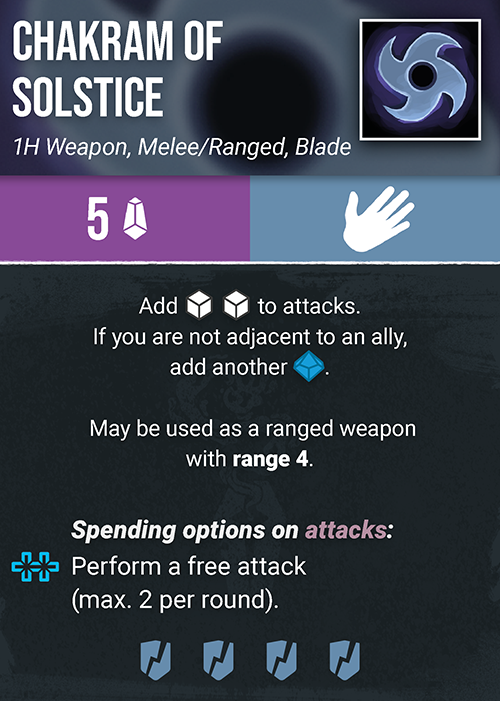 CHAKRAM OF
SOLSTICE
1H Weapon, Melee/Ranged, Blade
5
Add to attacks.
If you are not adjacent to an ally,
add another .
May be used as a ranged weapon
with range 4.
Spending options on attacks:
Perform a free attack
(max. 2 per round).